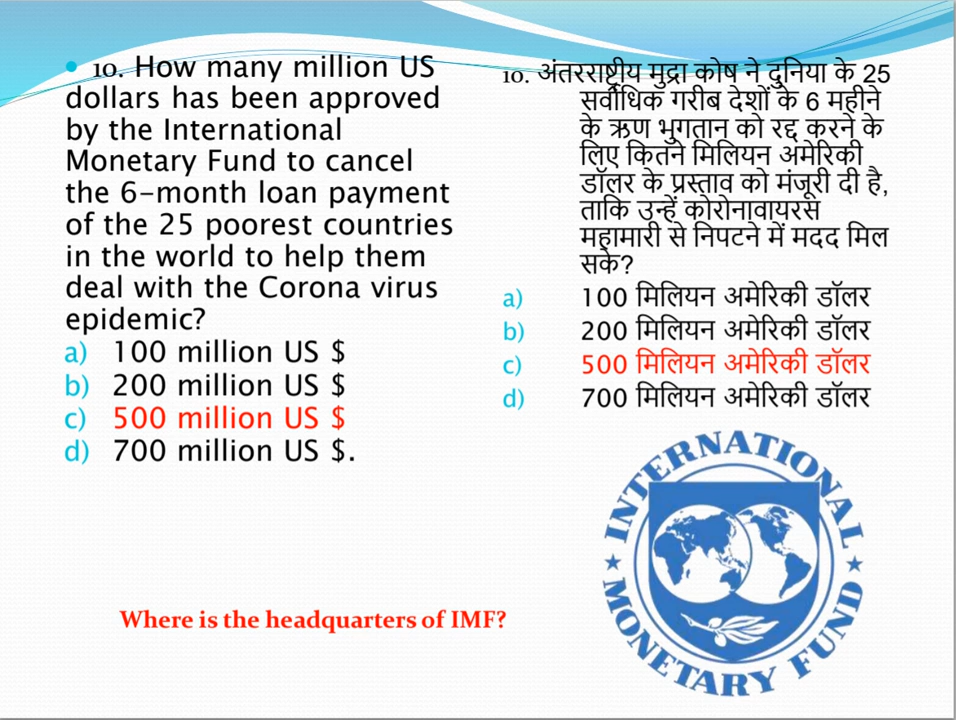 10. How many million US
dollars has been approved
by the International
Monetary Fund to cancel
the 6-month loan payment
of the 25 poorest countries
in the world to help them
deal with the Corona virus
epidemic?
a) 100 million US $
b) 200 million US $
c) 500 million US $
d) 700 million US $.
10. अंतरराष्ट्रीय मुद्रा कोष ने दुनिया के 25
सर्वाधिक गरीब देशों के 6 महीने
के ऋण भुगतान को रद्द करने के
लिए कितने मिलियन अमेरिकी
डॉलर के प्रस्ताव को मंजूरी दी है,
ताकि उन्हें कोरोनावायरस
महामारी से निपटने में मदद मिल
सके?
a) 100 मिलियन अमेरिकी डॉलर
b) 200 मिलियन अमेरिकी डॉलर
c) 500 मिलियन अमेरिकी डॉलर
d) 700 मिलियन अमेरिकी डॉलर
INTERNATIONAL
MONETARY FUND
Where is the headquarters of IMF?